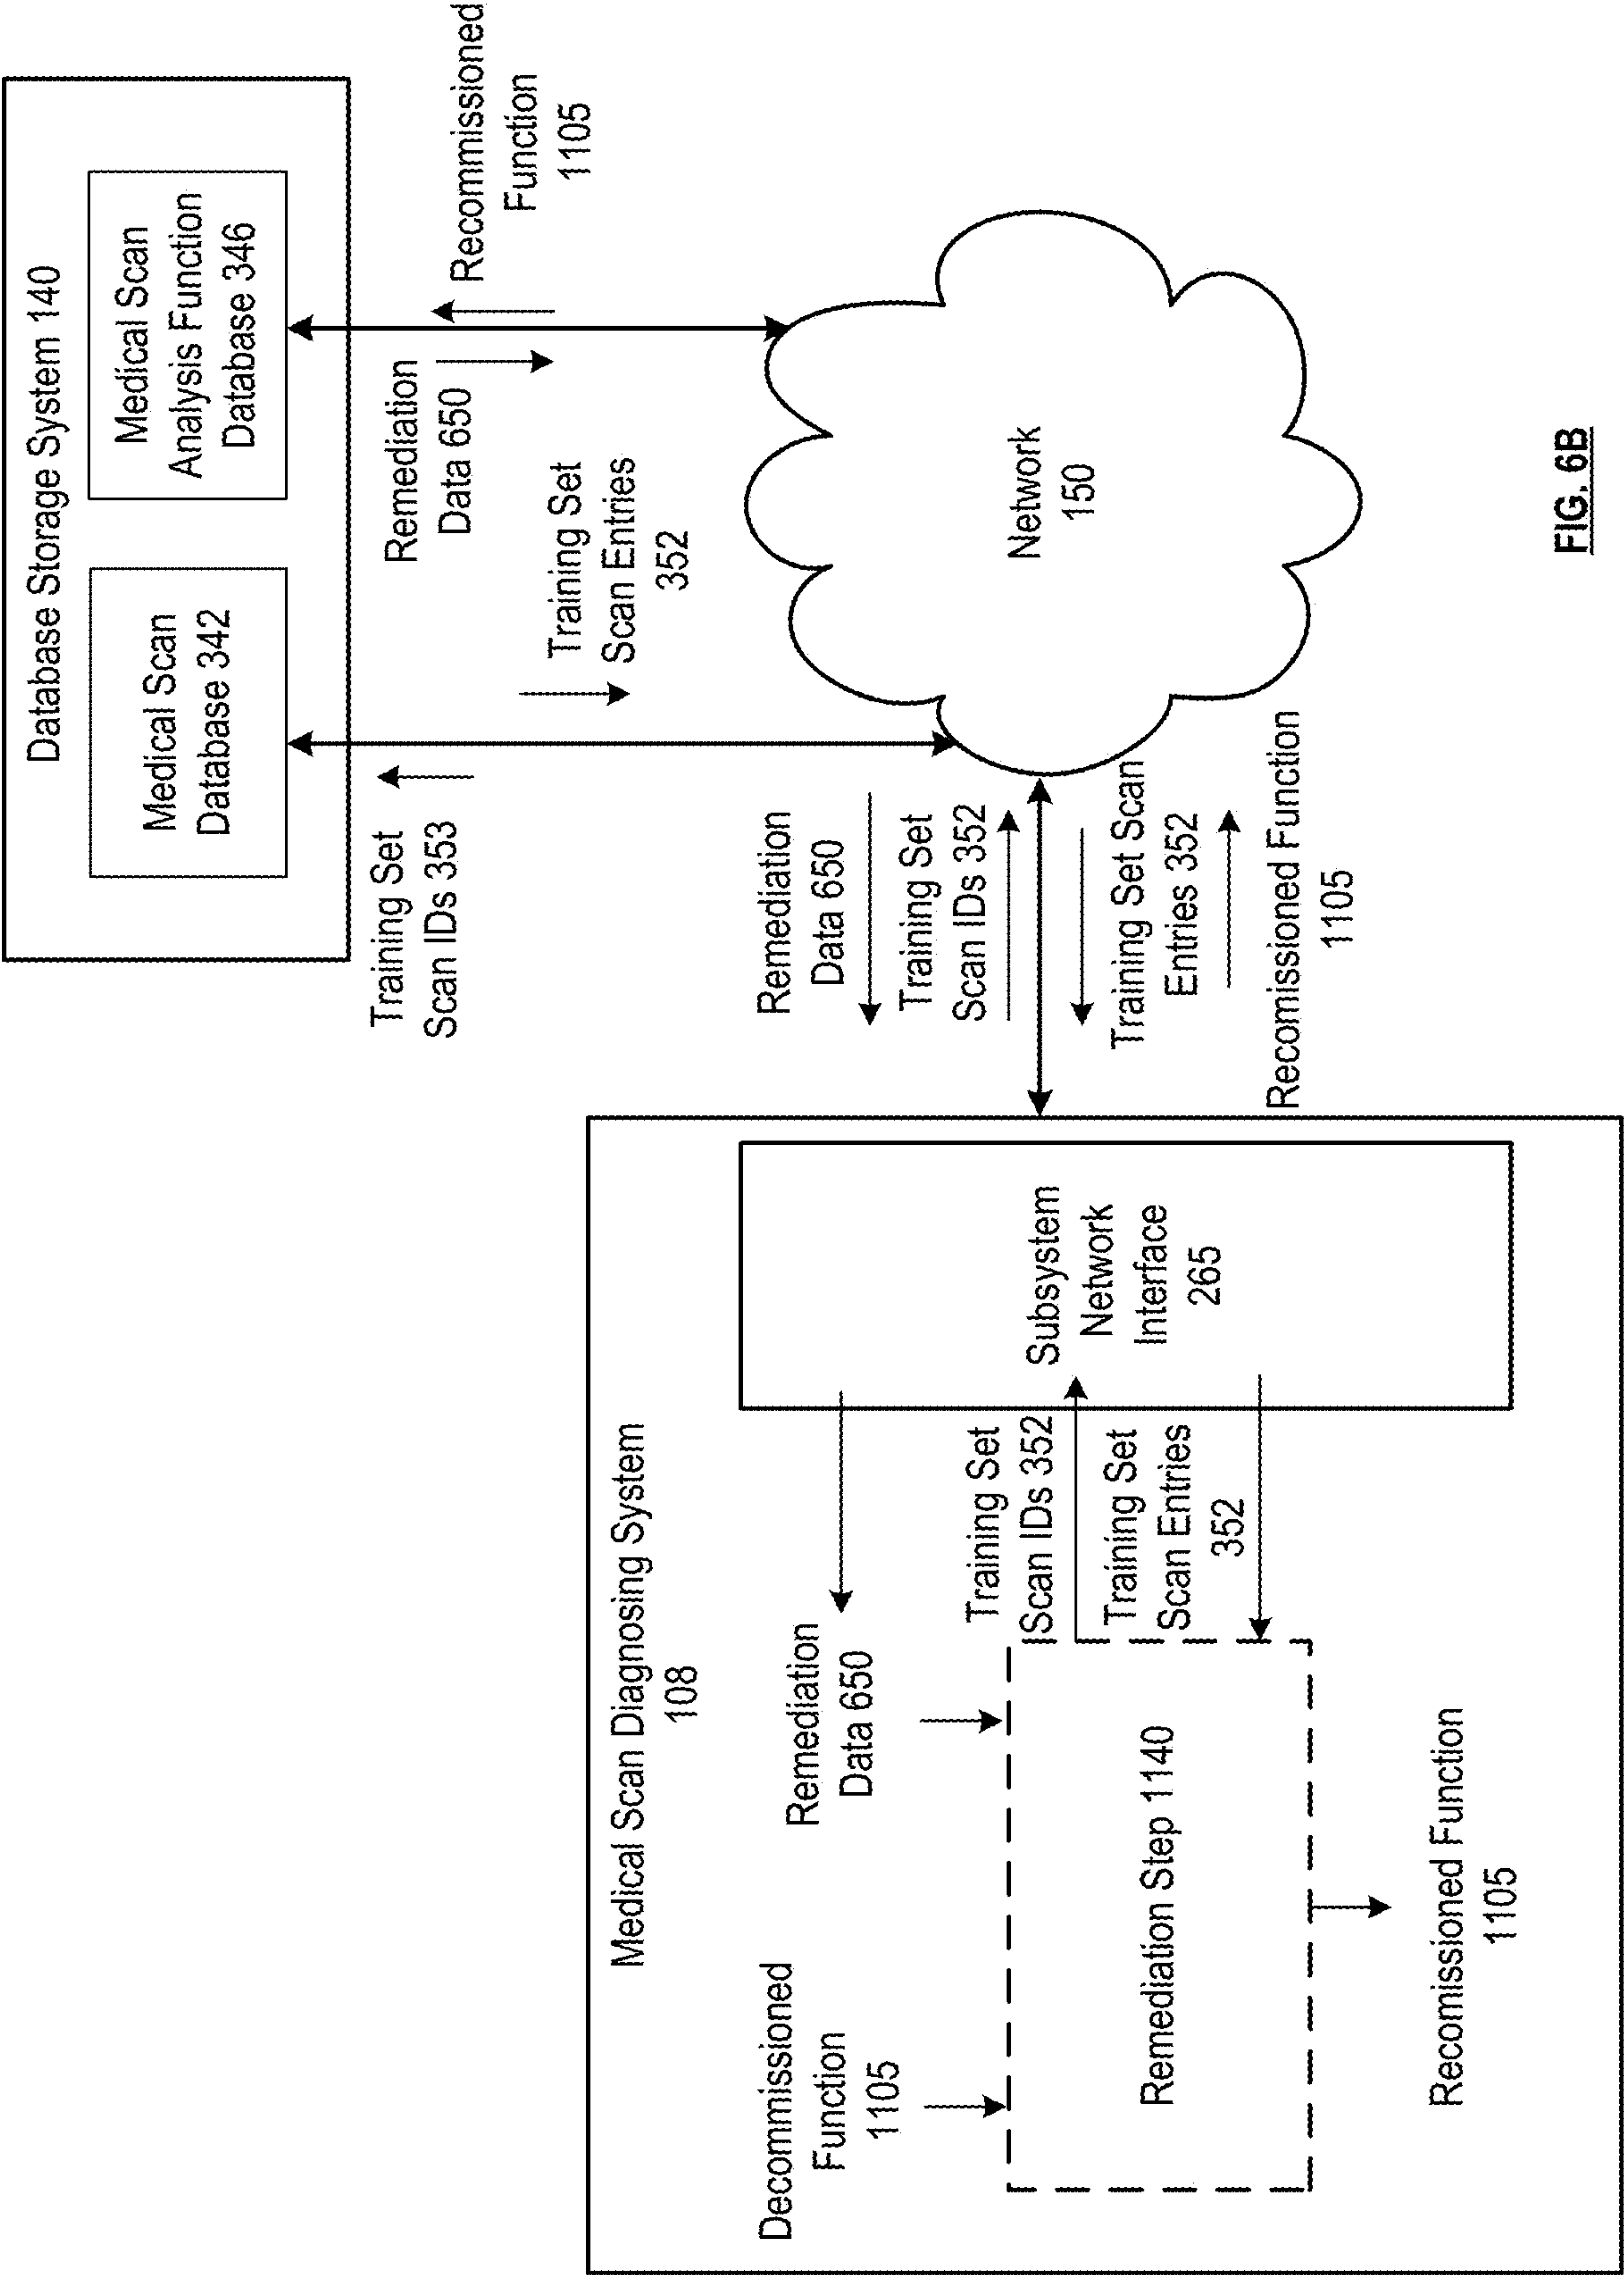 Database Storage System 140
Medical Scan
Database 342
Medical Scan
Analysis Function
Database 346
Training Set
Scan IDs 353
Training Set
Scan Entries
352
Remediation
Data 650
Recommissioned
Function
1105
Network
150
Remediation
Data 650
Training Set
Scan IDs 352
Training Set Scan
Entries 352
Recomissioned Function
1105
Medical Scan Diagnosing System
108
Subsystem
Network
Interface
265
Remediation
Data 650
Training Set
Scan IDs 352
Training Set
Scan Entries
352
Decommissioned
Function
1105
Remediation Step 1140
Recomissioned Function
1105
FIG. 6B